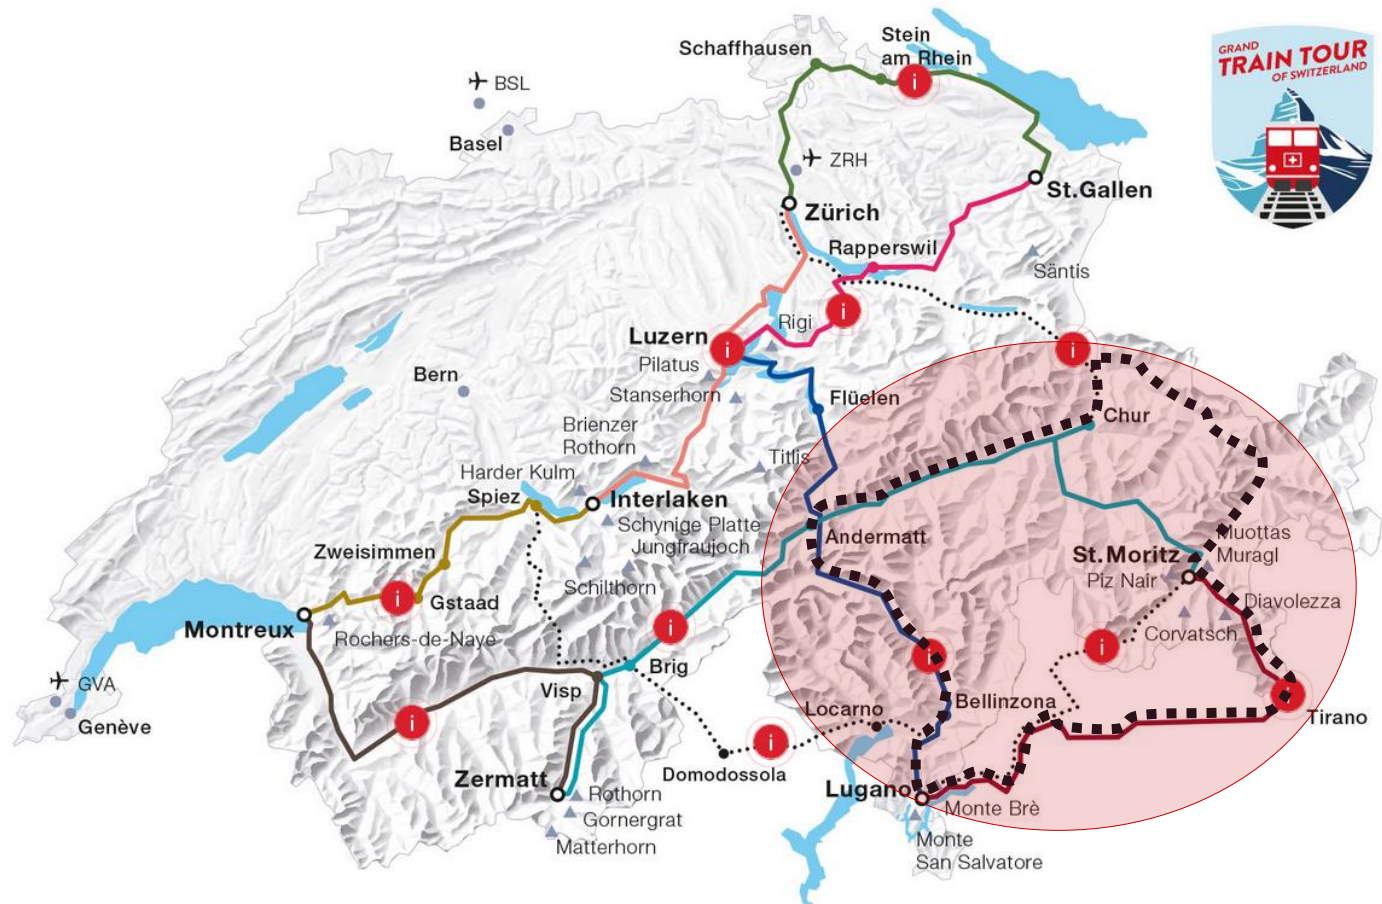 GRAND
TRAIN TOUR
OF SWITZERLAND
Stein
am Rhein
Schaffhausen
i
BSL
Basel
ZRH
St.Gallen
Zürich
Rapperswil
Säntis
i
Rigi
Luzern
i
i
Pilatus
Bern
Stanserhorn
Flüelen
Chur
Brienzer
Rothorn
Titlis
Harder Kulm
Spiez
Interlaken
Schynige Platte
Jungfraujoch
Andermatt
Muottas
Muragl
Zweisimmen
St.Moritz
Piz Nair
Schilthorn
i
Gstaad
Diavolezza
Montreux
Rochers-de-Naye
i
Corvatsch
i
i
Brig
Visp
GVA
Genève
i
Bellinzona
i
Tirano
Locarno
i
Domodossola
Zermatt
Rothorn
Gornergrat
Matterhorn
Lugano
Monte Brè
Monte
San Salvatore